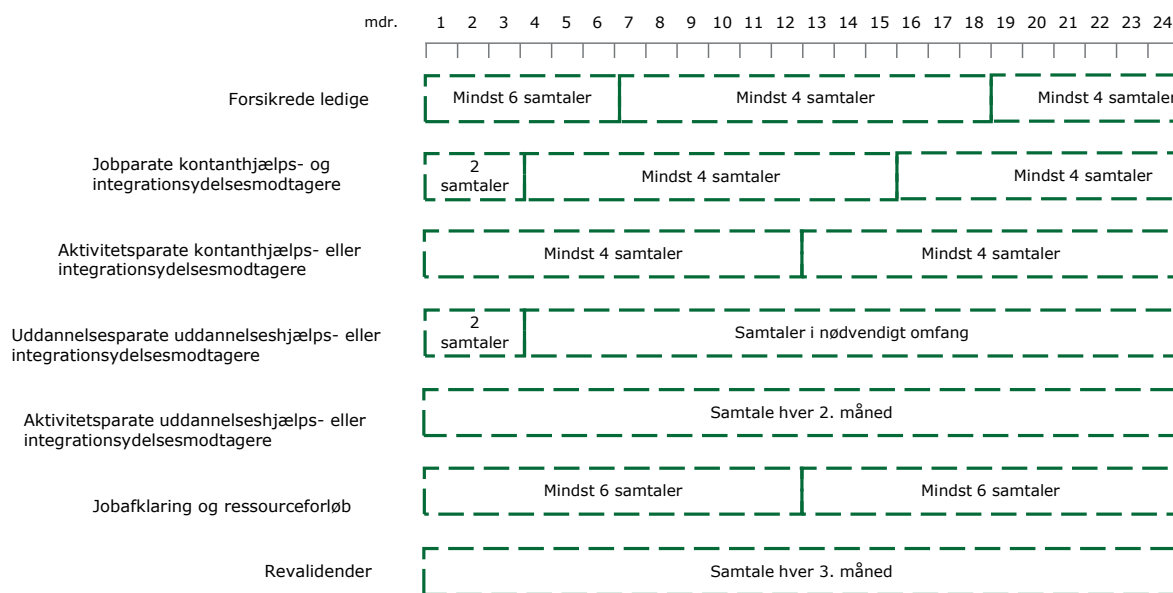 mdr. 1 2 3 4 5 6 7 8 9 10 11 12 13 14 15 16 17 18 19 20 21 22 23 24
Forsikrede ledige
Mindst 6 samtaler
Mindst 4 samtaler
Mindst 4 samtaler
Jobparate kontanthjælps- og
integrationsydelsesmodtagere
2
samtaler
Mindst 4 samtaler
Mindst 4 samtaler
Aktivitetsparate kontanthjælps- eller
integrationsydelsesmodtagere
Mindst 4 samtaler
Mindst 4 samtaler
Uddannelsesparate uddannelseshjælps- eller
integrationsydelsesmodtagere
2
samtaler
Samtaler i nødvendigt omfang
Aktivitetsparate uddannelseshjælps- eller
integrationsydelsesmodtagere
Samtale hver 2. måned
Jobafklaring og ressourceforløb
Mindst 6 samtaler
Mindst 6 samtaler
Revalidender
Samtale hver 3. måned